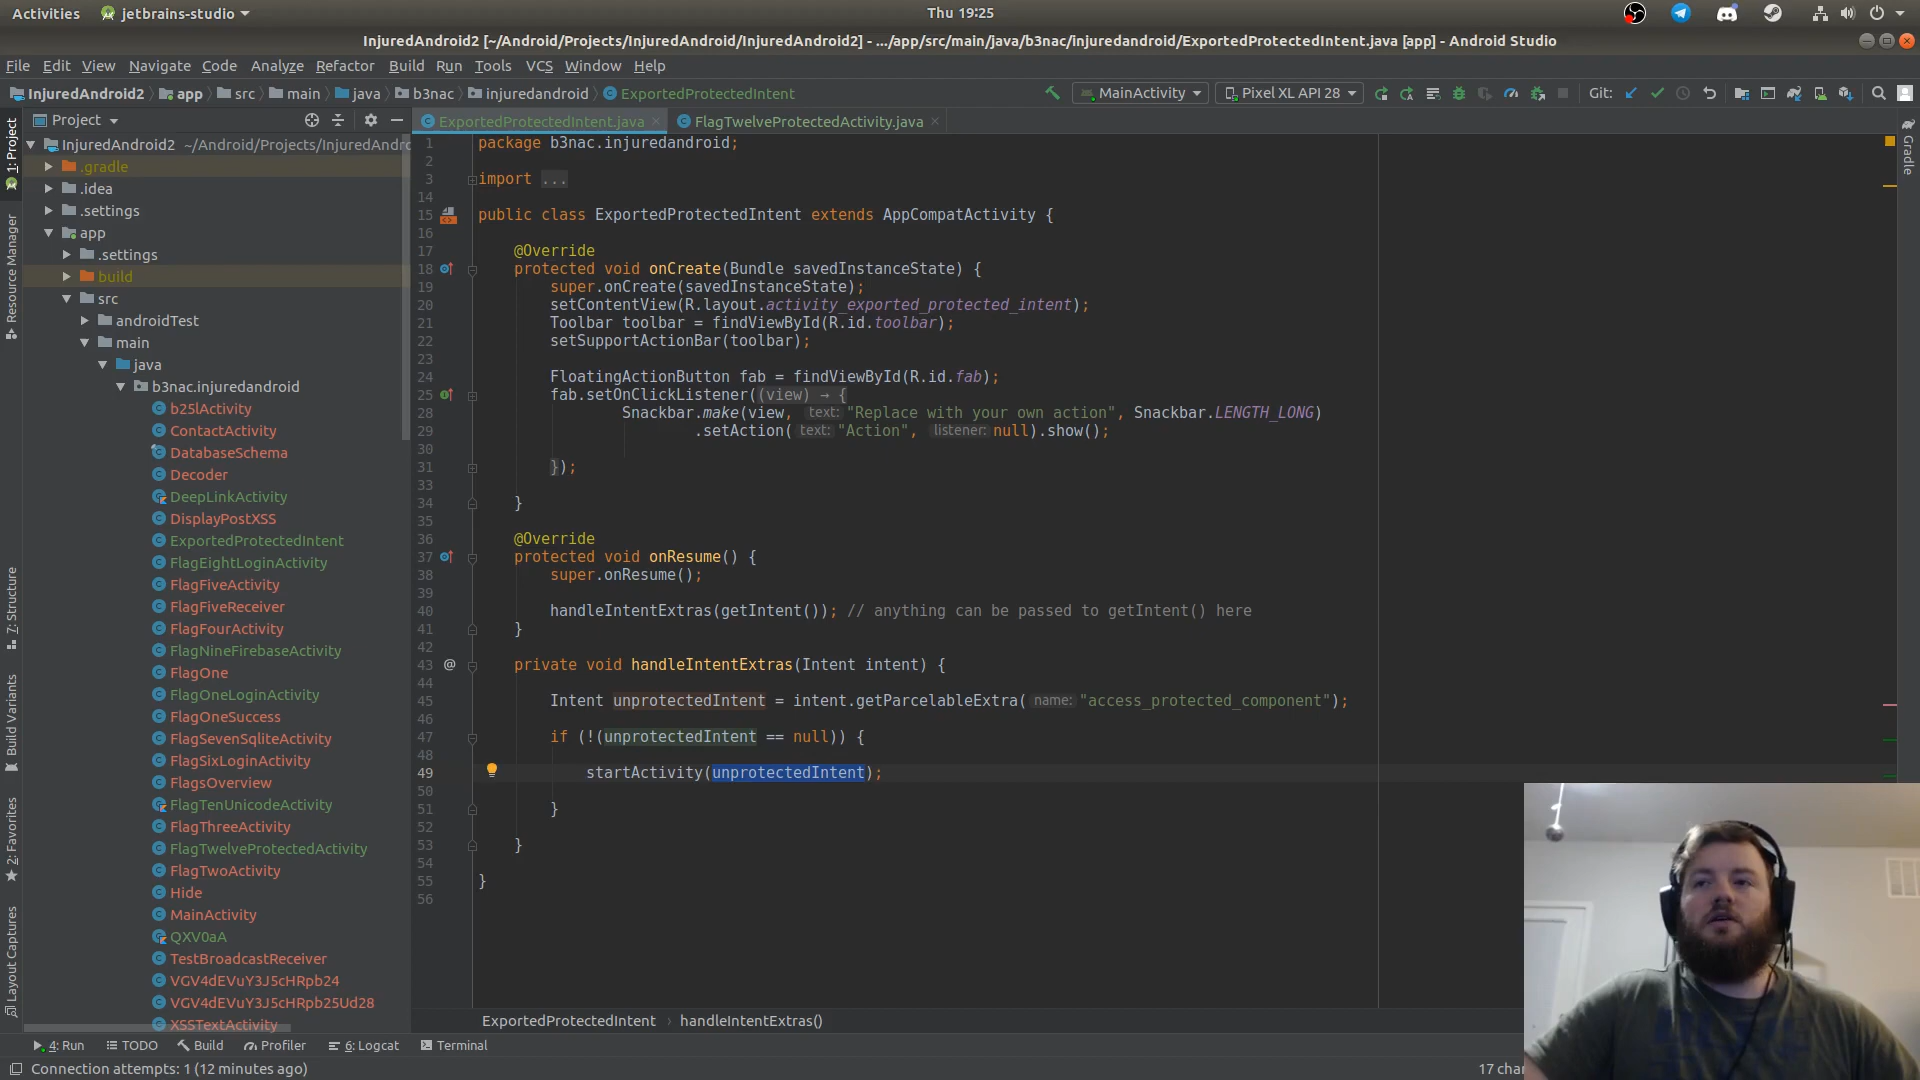 Activities
jetbrains-studio
Thu 19:25
InjuredAndroid2 [~/Android/Projects/InjuredAndroid/InjuredAndroid2] - .../app/src/main/java/b3nac/injuredandroid/ExportedProtectedIntent.java [app] - Android Studio
File Edit View Navigate Code Analyze Refactor Build Run Tools VCS Window Help
InjuredAndroid2 app src main java b3nac injuredandroid ExportedProtectedIntent
MainActivity
Pixel XL API 28
Git:
1: Project
Resource Manager
7: Structure
Build Variants
2: Favorites
Layout Captures
Project
InjuredAndroid2 ~/Android/Projects/InjuredAndro
.gradle
.idea
.settings
app
.settings
build
src
androidTest
main
java
b3nac.injuredandroid
b25lActivity
ContactActivity
DatabaseSchema
Decoder
DeepLinkActivity
DisplayPostXSS
ExportedProtectedIntent
FlagEightLoginActivity
FlagFiveActivity
FlagFiveReceiver
FlagFourActivity
FlagNineFirebaseActivity
FlagOne
FlagOneLoginActivity
FlagOneSuccess
FlagSevenSqliteActivity
FlagSixLoginActivity
FlagsOverview
FlagTenUnicodeActivity
FlagThreeActivity
FlagTwelveProtectedActivity
FlagTwoActivity
Hide
MainActivity
QXV0aA
TestBroadcastReceiver
VGV4dEVuY3J5cHRpb24
VGV4dEVuY3J5cHRpb25Ud28
XSSTextActivity
ExportedProtectedIntent.java
FlagTwelveProtectedActivity.java
1 package b3nac.injuredandroid;
2
3 import ...
14
15 public class ExportedProtectedIntent extends AppCompatActivity {
16
17 @Override
18 protected void onCreate(Bundle savedInstanceState) {
19 super.onCreate(savedInstanceState);
20 setContentView(R.layout.activity_exported_protected_intent);
21 Toolbar toolbar = findViewById(R.id.toolbar);
22 setSupportActionBar(toolbar);
23
24 FloatingActionButton fab = findViewById(R.id.fab);
25 fab.setOnClickListener((view) → {
28 Snackbar.make(view, text: "Replace with your own action", Snackbar.LENGTH_LONG)
29 .setAction( text: "Action", listener: null).show();
30
31 });
33
34 }
35
36 @Override
37 protected void onResume() {
38 super.onResume();
39
40 handleIntentExtras(getIntent()); // anything can be passed to getIntent() here
41 }
42
43 @ private void handleIntentExtras(Intent intent) {
44
45 Intent unprotectedIntent = intent.getParcelableExtra( name: "access_protected_component");
46
47 if (!(unprotectedIntent == null)) {
48
49 startActivity(unprotectedIntent);
50
51 }
52
53 }
54
55 }
56
Gradle
ExportedProtectedIntent › handleIntentExtras()
4: Run TODO Build Profiler 6: Logcat Terminal
Connection attempts: 1 (12 minutes ago)
17 char